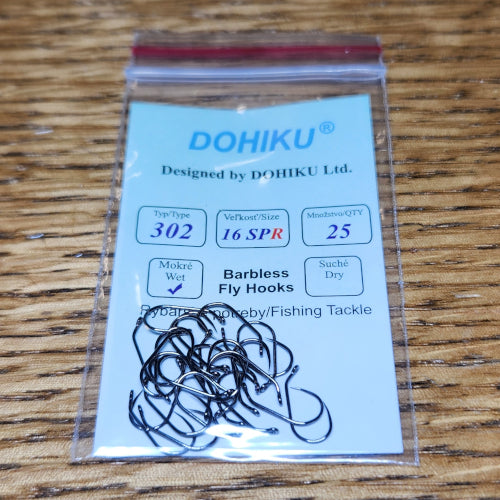 DOHIKU®
Designed by DOHIKU Ltd.
Typ/Type Veľkosť/Size Množstvo/QTY
302 16 SPR 25
Mokré Suché
Wet Dry
Barbless
Fly Hooks
potreby/Fishing Tackle